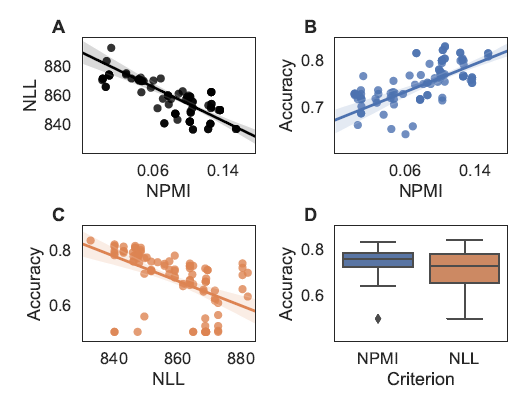 A
NLL
880
860
840
0.06
0.14
NPMI
B
Accuracy
0.8
0.7
0.06
0.14
NPMI
C
Accuracy
0.8
0.6
840
860
880
NLL
D
Accuracy
0.8
0.6
NPMI
NLL
Criterion